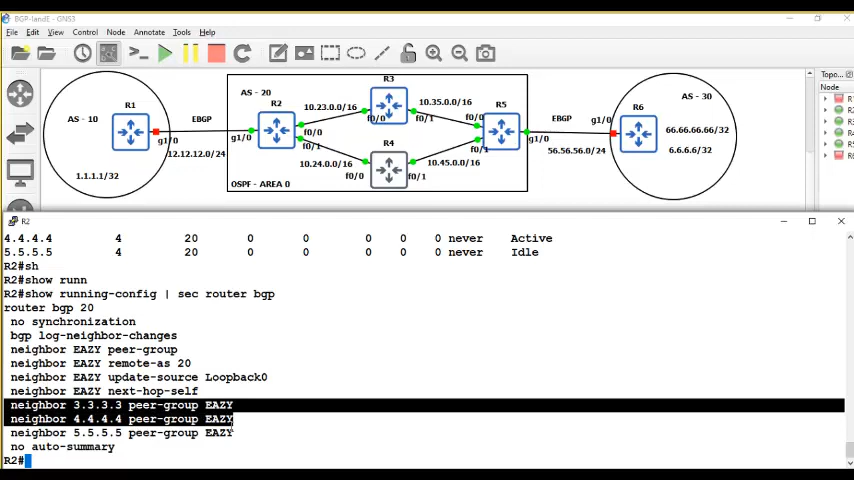 BGP-landE - GNS3
File Edit View Control Node Annotate Tools Help
AS - 10
R1
g1/0
EBGP
12.12.12.0/24
1.1.1.1/32
AS - 20
R2
g1/0
f0/0
f0/1
10.23.0.0/16
10.24.0.0/16
OSPF - AREA 0
R3
f0/0
f0/1
10.35.0.0/16
R4
f0/0
f0/1
10.45.0.0/16
R5
f0/0
f0/1
g1/0
EBGP
56.56.56.0/24
g1/0
R6
AS - 30
66.66.66.66/32
6.6.6.6/32
Topo...
Node
R2
4.4.4.4 4 20 0 0 0 0 0 never Active
5.5.5.5 4 20 0 0 0 0 0 never Idle
R2#sh
R2#show runn
R2#show running-config | sec router bgp
router bgp 20
no synchronization
bgp log-neighbor-changes
neighbor EAZY peer-group
neighbor EAZY remote-as 20
neighbor EAZY update-source Loopback0
neighbor EAZY next-hop-self
neighbor 3.3.3.3 peer-group EAZY
neighbor 4.4.4.4 peer-group EAZY
neighbor 5.5.5.5 peer-group EAZY
no auto-summary
R2#